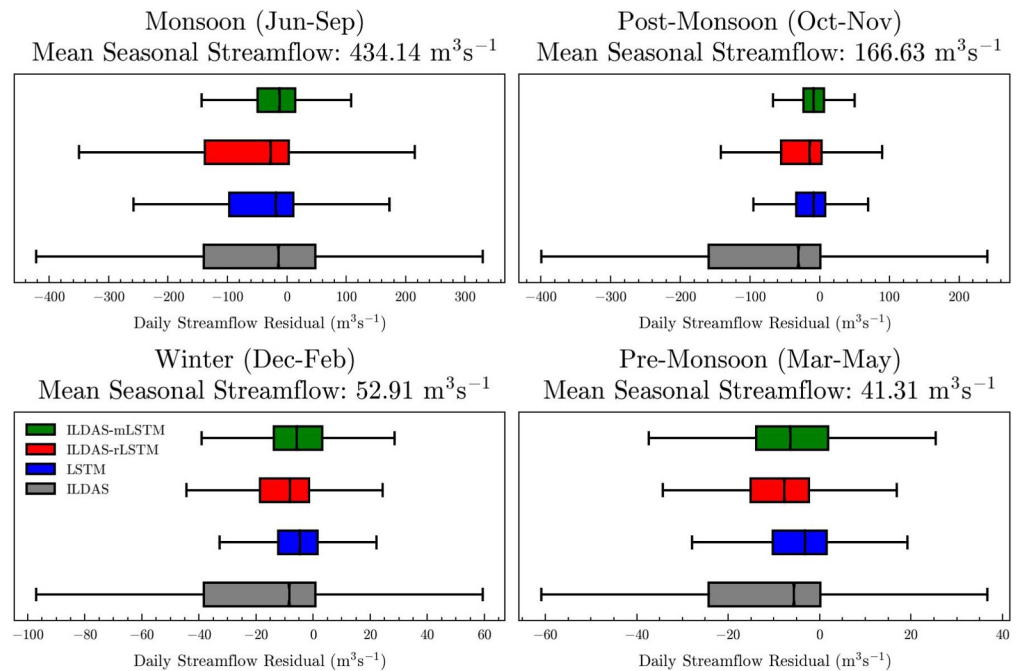 Monsoon (Jun-Sep)
Mean Seasonal Streamflow: 434.14 m³s⁻¹
−400 −300 −200 −100 0 100 200 300
Daily Streamflow Residual (m³s⁻¹)
Post-Monsoon (Oct-Nov)
Mean Seasonal Streamflow: 166.63 m³s⁻¹
−400 −300 −200 −100 0 100 200
Daily Streamflow Residual (m³s⁻¹)
Winter (Dec-Feb)
Mean Seasonal Streamflow: 52.91 m³s⁻¹
ILDAS-mLSTM
ILDAS-rLSTM
LSTM
ILDAS
−100 −80 −60 −40 −20 0 20 40 60
Daily Streamflow Residual (m³s⁻¹)
Pre-Monsoon (Mar-May)
Mean Seasonal Streamflow: 41.31 m³s⁻¹
−60 −40 −20 0 20 40
Daily Streamflow Residual (m³s⁻¹)